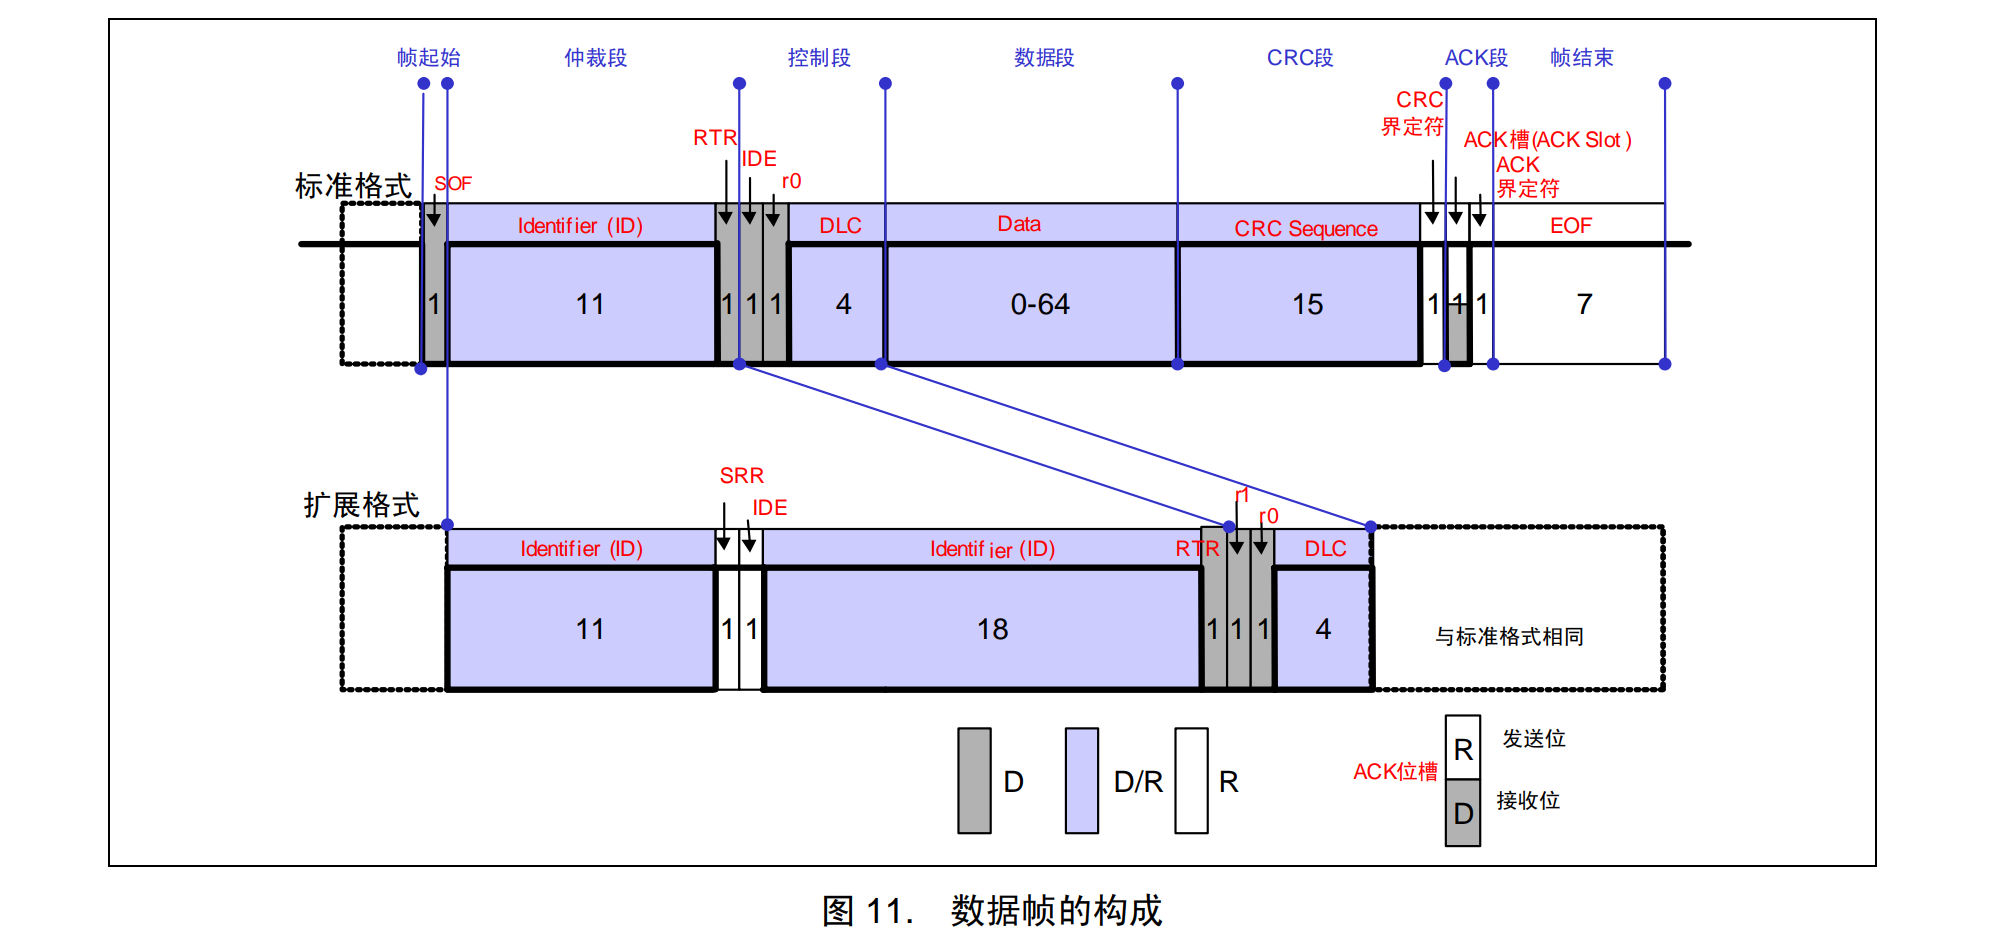 帧起始 仲裁段 控制段 数据段 CRC段 ACK段 帧结束
CRC
界定符
RTR
IDE
ACK槽(ACK Slot)
ACK
界定符
标准格式
SOF
r0
Identifier (ID) DLC Data CRC Sequence EOF
1 11 1 1 1 4 0-64 15 1 1 1 7
SRR
IDE
扩展格式
r1
r0
Identifier (ID) Identifier (ID) RTR DLC
11 1 1 18 1 1 1 4 与标准格式相同
D D/R R
ACK位槽
R 发送位
D 接收位
图 11. 数据帧的构成